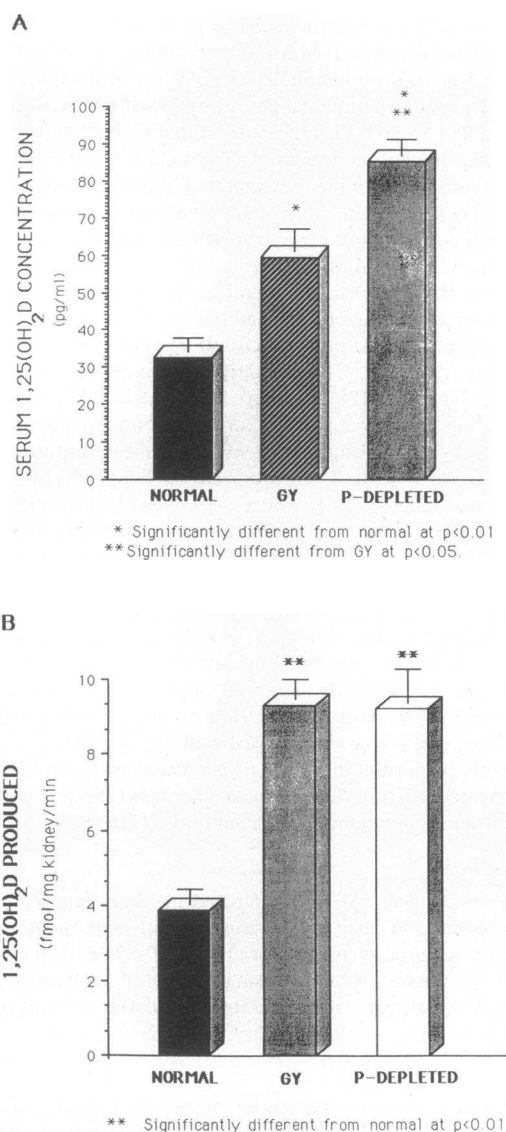 A
SERUM 1,25(OH)2D CONCENTRATION
(pg/ml)
100
90
80
70
60
50
40
30
20
10
0
*
*
**
NORMAL GY P-DEPLETED
* Significantly different from normal at p<0.01
** Significantly different from GY at p<0.05.
B
1,25(OH)2D PRODUCED
(fmol/mg kidney/min)
10
8
6
4
2
0
**
**
NORMAL GY P-DEPLETED
** Significantly different from normal at p<0.01